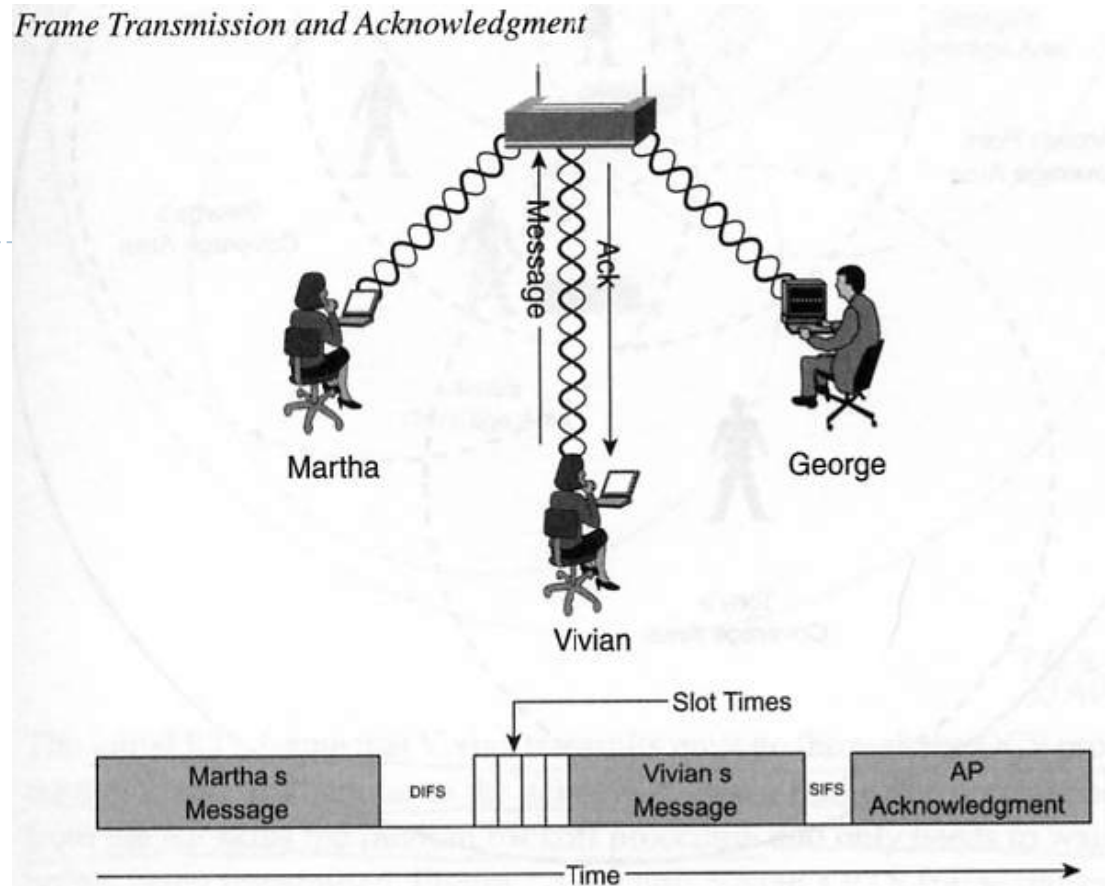 Frame Transmission and Acknowledgment
Message
Ack
Martha
George
Vivian
Slot Times
Martha s
Message
DIFS
Vivian s
Message
SIFS
AP
Acknowledgment
Time